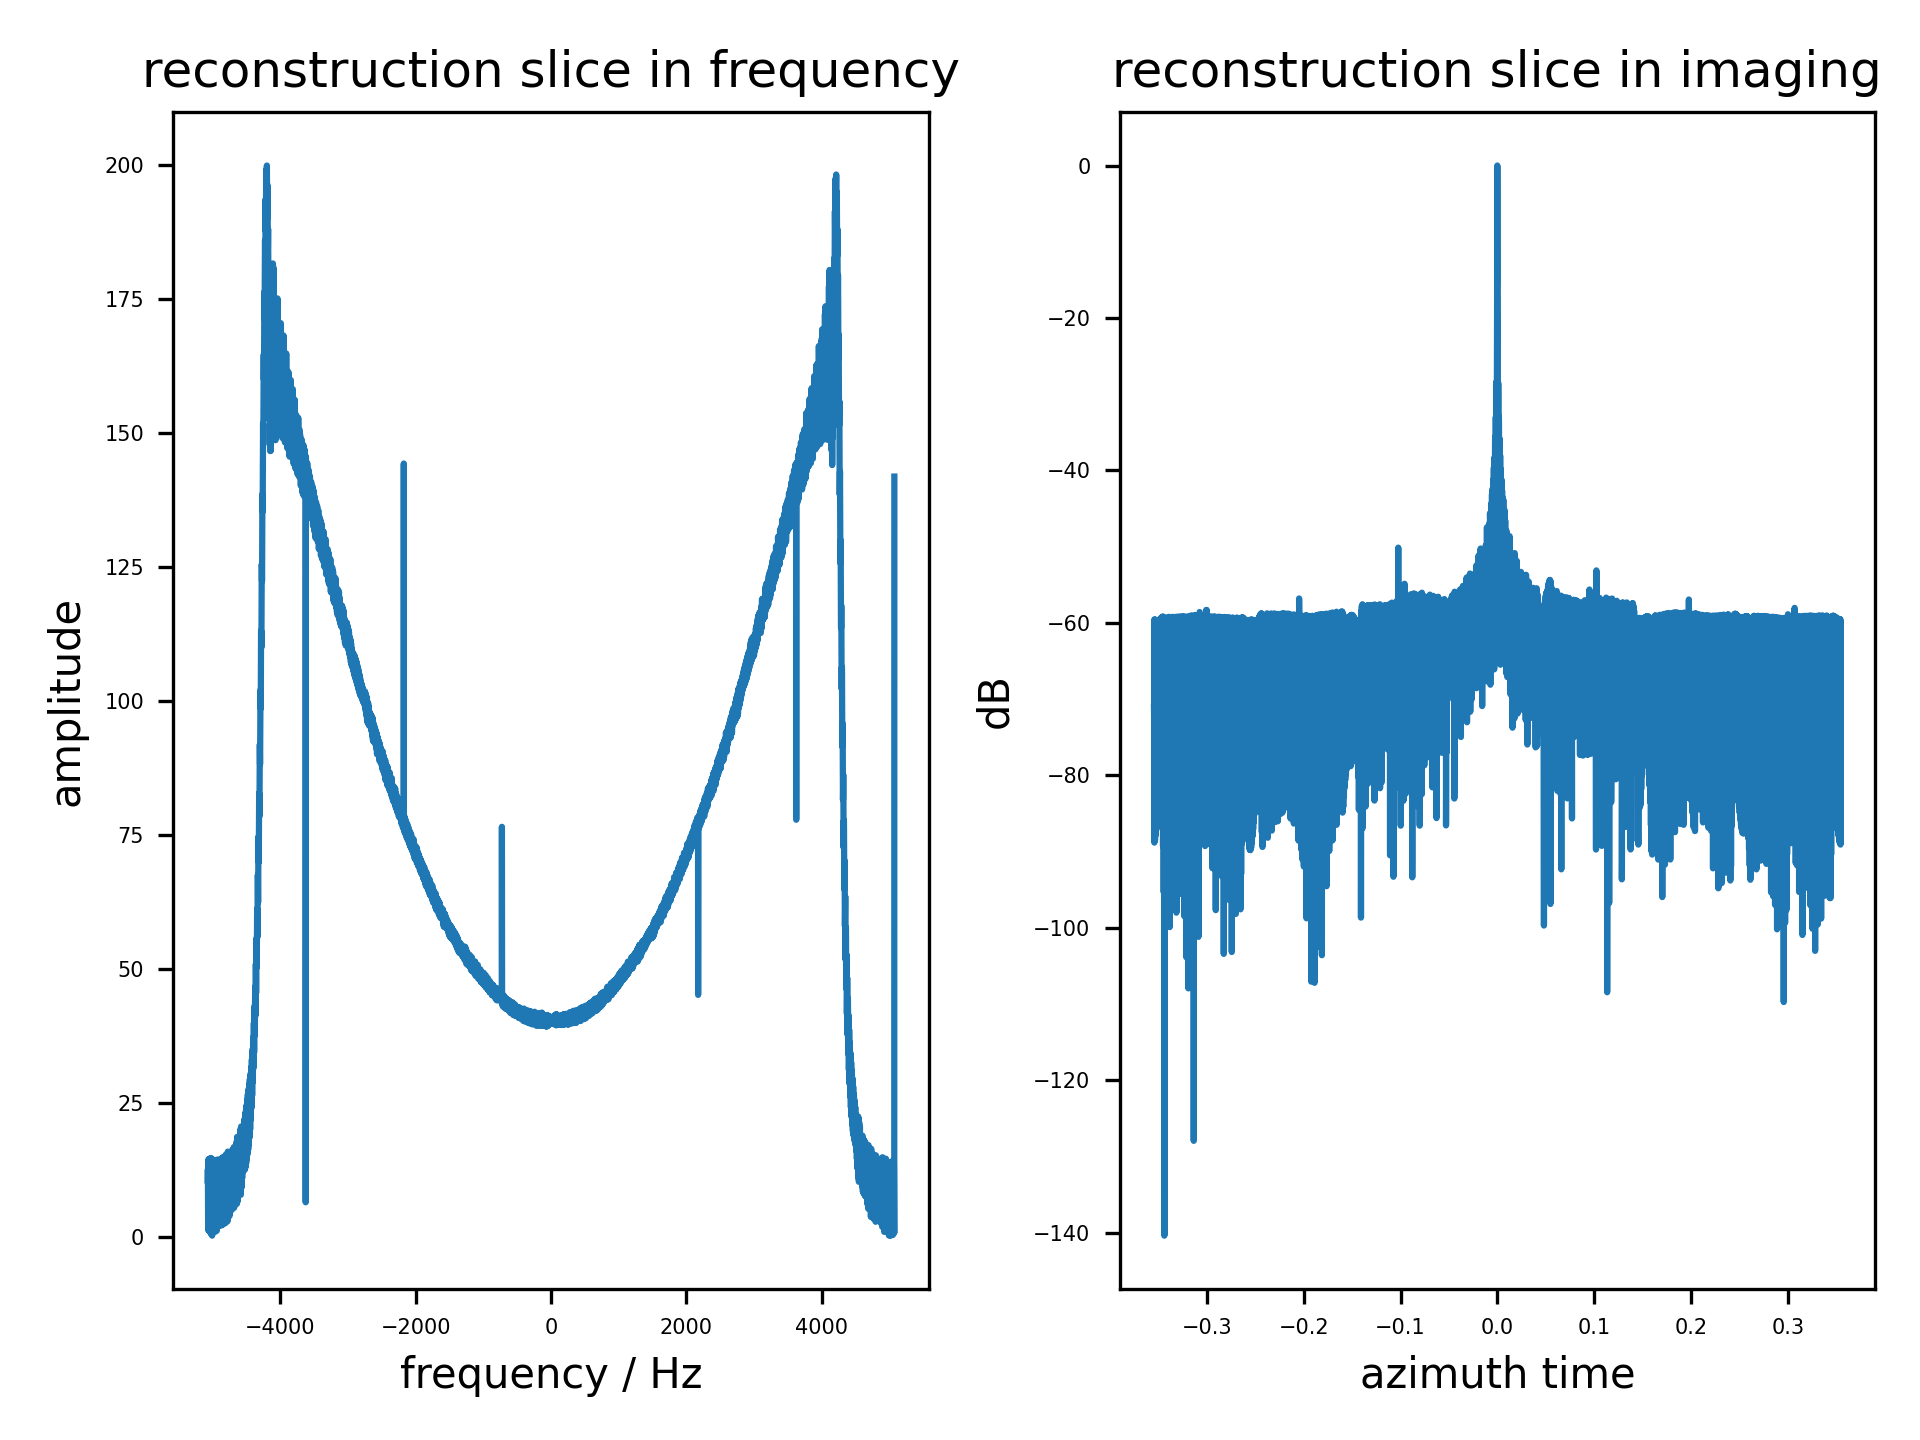 reconstruction slice in frequency
200
175
150
125
100
75
50
25
0
amplitude
−4000 −2000 0 2000 4000
frequency / Hz
reconstruction slice in imaging
0
−20
−40
−60
−80
−100
−120
−140
dB
−0.3 −0.2 −0.1 0.0 0.1 0.2 0.3
azimuth time